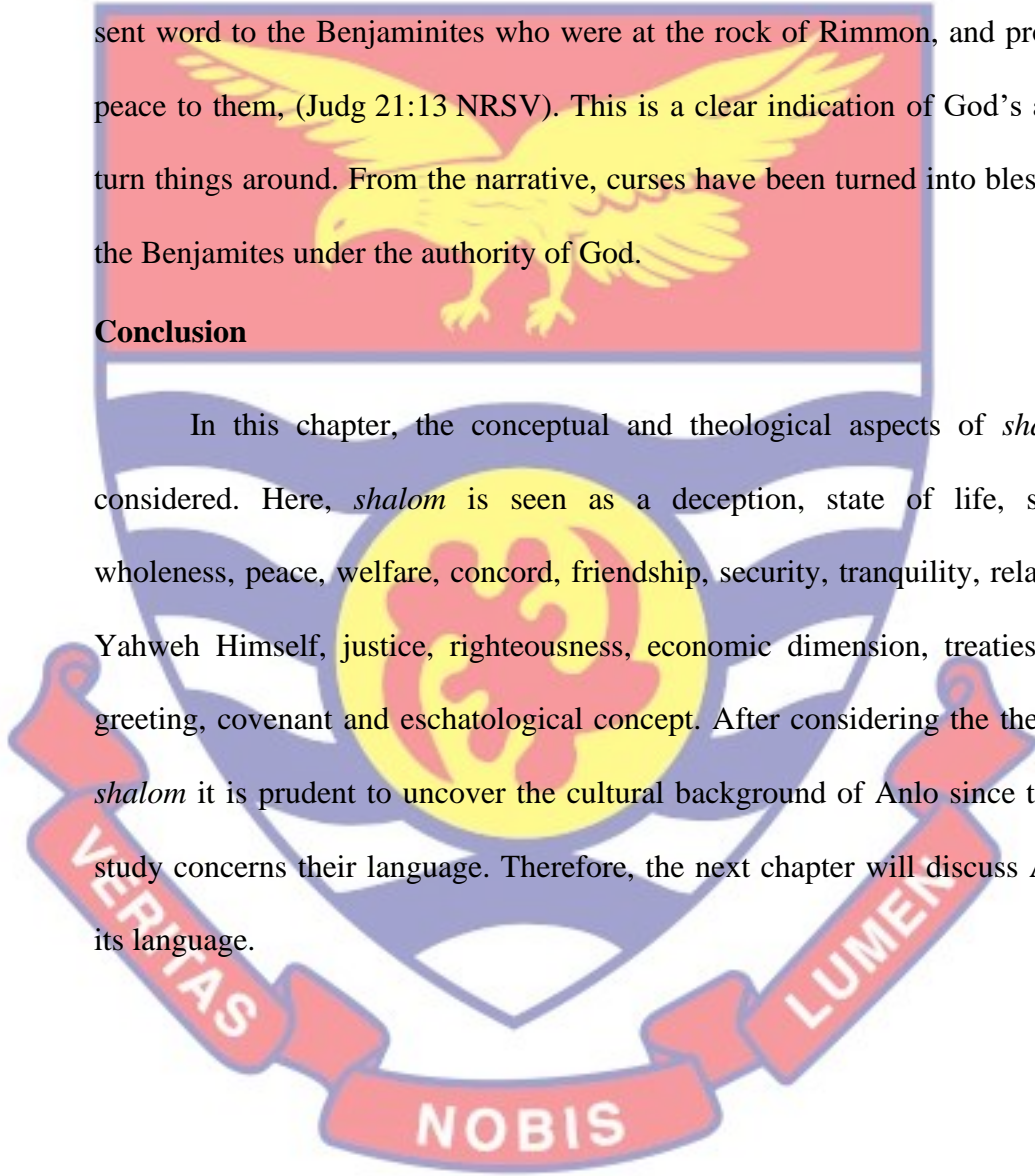 sent word to the Benjaminites who were at the rock of Rimmon, and pro
peace to them, (Judg 21:13 NRSV). This is a clear indication of God’s a
turn things around. From the narrative, curses have been turned into bles
the Benjamites under the authority of God.
Conclusion
In this chapter, the conceptual and theological aspects of sha
considered. Here, shalom is seen as a deception, state of life, s
wholeness, peace, welfare, concord, friendship, security, tranquility, rela
Yahweh Himself, justice, righteousness, economic dimension, treaties
greeting, covenant and eschatological concept. After considering the the
shalom it is prudent to uncover the cultural background of Anlo since t
study concerns their language. Therefore, the next chapter will discuss A
its language.
VERITAS
NOBIS
LUMEN